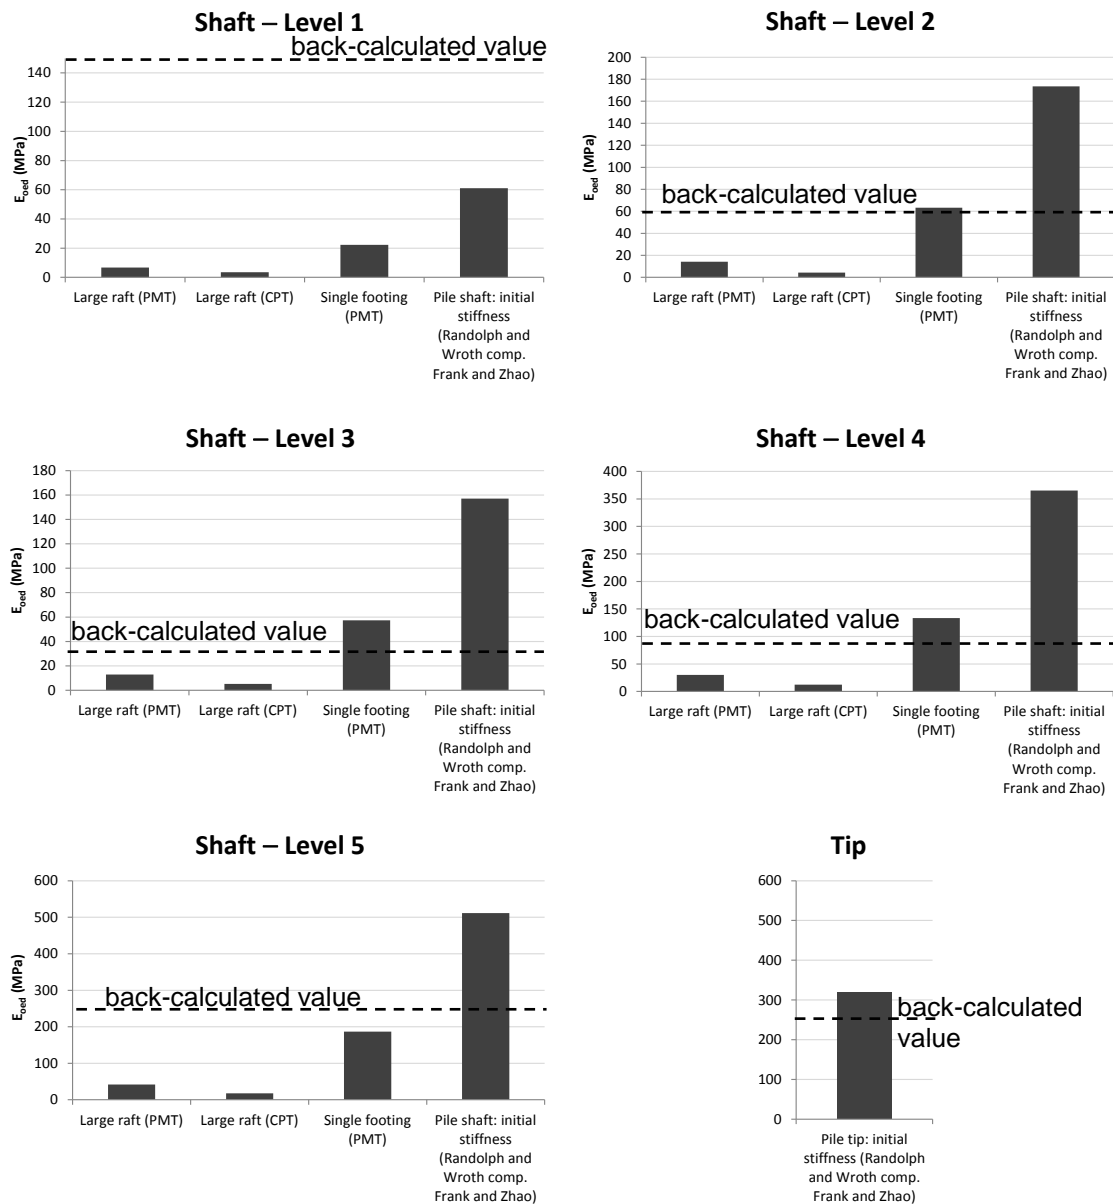 Shaft – Level 1
back-calculated value
140
120
100
80
60
40
20
0
E_oed (MPa)
Large raft (PMT)
Large raft (CPT)
Single footing
(PMT)
Pile shaft: initial
stiffness
(Randolph and
Wroth comp.
Frank and Zhao)
Shaft – Level 2
200
180
160
140
120
100
80
60
40
20
0
E_oed (MPa)
back-calculated value
Large raft (PMT)
Large raft (CPT)
Single footing
(PMT)
Pile shaft: initial
stiffness
(Randolph and
Wroth comp.
Frank and Zhao)
Shaft – Level 3
180
160
140
120
100
80
60
40
20
0
E_oed (MPa)
back-calculated value
Large raft (PMT)
Large raft (CPT)
Single footing
(PMT)
Pile shaft: initial
stiffness
(Randolph and
Wroth comp.
Frank and Zhao)
Shaft – Level 4
400
350
300
250
200
150
100
50
0
E_oed (MPa)
back-calculated value
Large raft (PMT)
Large raft (CPT)
Single footing
(PMT)
Pile shaft: initial
stiffness
(Randolph and
Wroth comp.
Frank and Zhao)
Shaft – Level 5
600
500
400
300
200
100
0
E_oed (MPa)
back-calculated value
Large raft (PMT)
Large raft (CPT)
Single footing
(PMT)
Pile shaft: initial
stiffness
(Randolph and
Wroth comp.
Frank and Zhao)
Tip
600
500
400
300
200
100
0
back-calculated
value
Pile tip: initial
stiffness (Randolph
and Wroth comp.
Frank and Zhao)